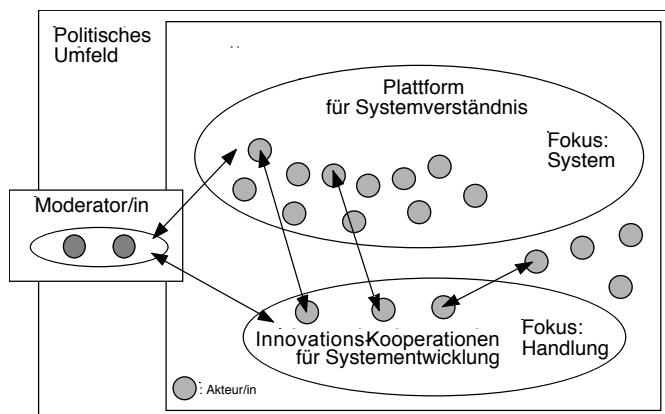 Politisches
Umfeld
Plattform
für Systemverständnis
Fokus:
System
Moderator/in
Innovations-Kooperationen
für Systementwicklung
Fokus:
Handlung
: Akteur/in